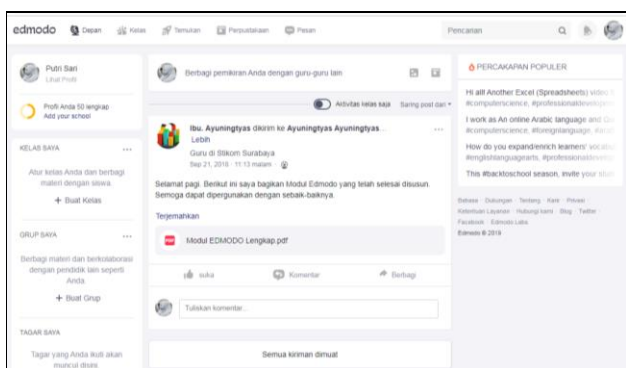 edmodo Depan Kelas Temukan Perpustakaan Pesan Pencarian
Putri Sari
Lihat Profil
Profil Anda 50 lengkap
Add your school
KELAS SAYA
Atur kelas Anda dan berbagi
materi dengan siswa.
+ Buat Kelas
GRUP SAYA
Berbagi materi dan berkolaborasi
dengan pendidik lain seperti
Anda.
+ Buat Grup
TAGAR SAYA
Tagar yang Anda ikuti akan
muncul disini
Berbagi pemikiran Anda dengan guru-guru lain
Aktivitas kelas saja Saring post dari
Ibu. Ayuningtyas dikirim ke Ayuningtyas Ayuningtyas...
Lebih
Guru di Stikom Surabaya
Sep 21, 2019 · 11:13 malam
Selamat pagi. Berikut ini saya bagikan Modul Edmodo yang telah selesai disusun.
Semoga dapat dipergunakan dengan sebaik-baiknya.
Terjemahkan
PDF
Modul EDMODO Lengkap.pdf
suka Komentar Berbagi
Tuliskan komentar...
Semua kiriman dimuat
PERCAKAPAN POPULER
Hi all! Another Excel (Spreadsheets) video
#computerscience, #professionaldevelopm
I work as An online Arabic language and
#computerscience, #foreignlanguage,
How do you expand/enrich learners' vocabu
#englishlanguagearts, #professionaldevelo
This #backtoschool season, invite your stud
Bahasa · Dukungan · Tentang · Karir · Privasi
Ketentuan Layanan · Hubungi kami · Blog · Twitter ·
Facebook · Edmodo Labs
Edmodo © 2019